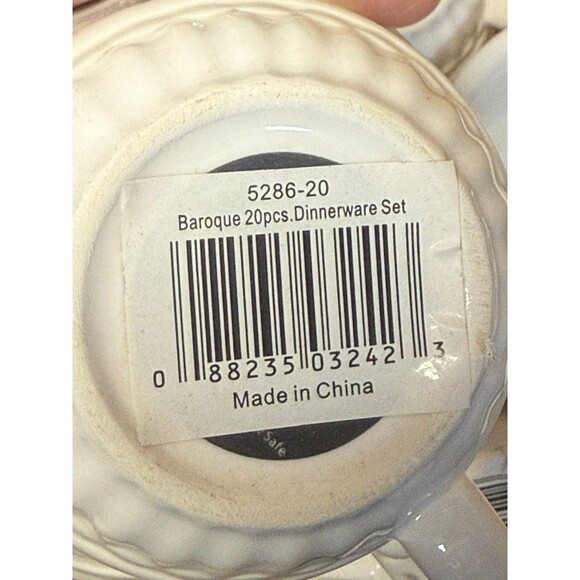 5286-20
Baroque 20pcs.Dinnerware Set
0 88235 03242 3
Made in China
Safe